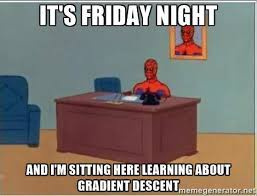 IT'S FRIDAY NIGHT
AND I'M SITTING HERE LEARNING ABOUT
GRADIENT DESCENT
memegenerator.net